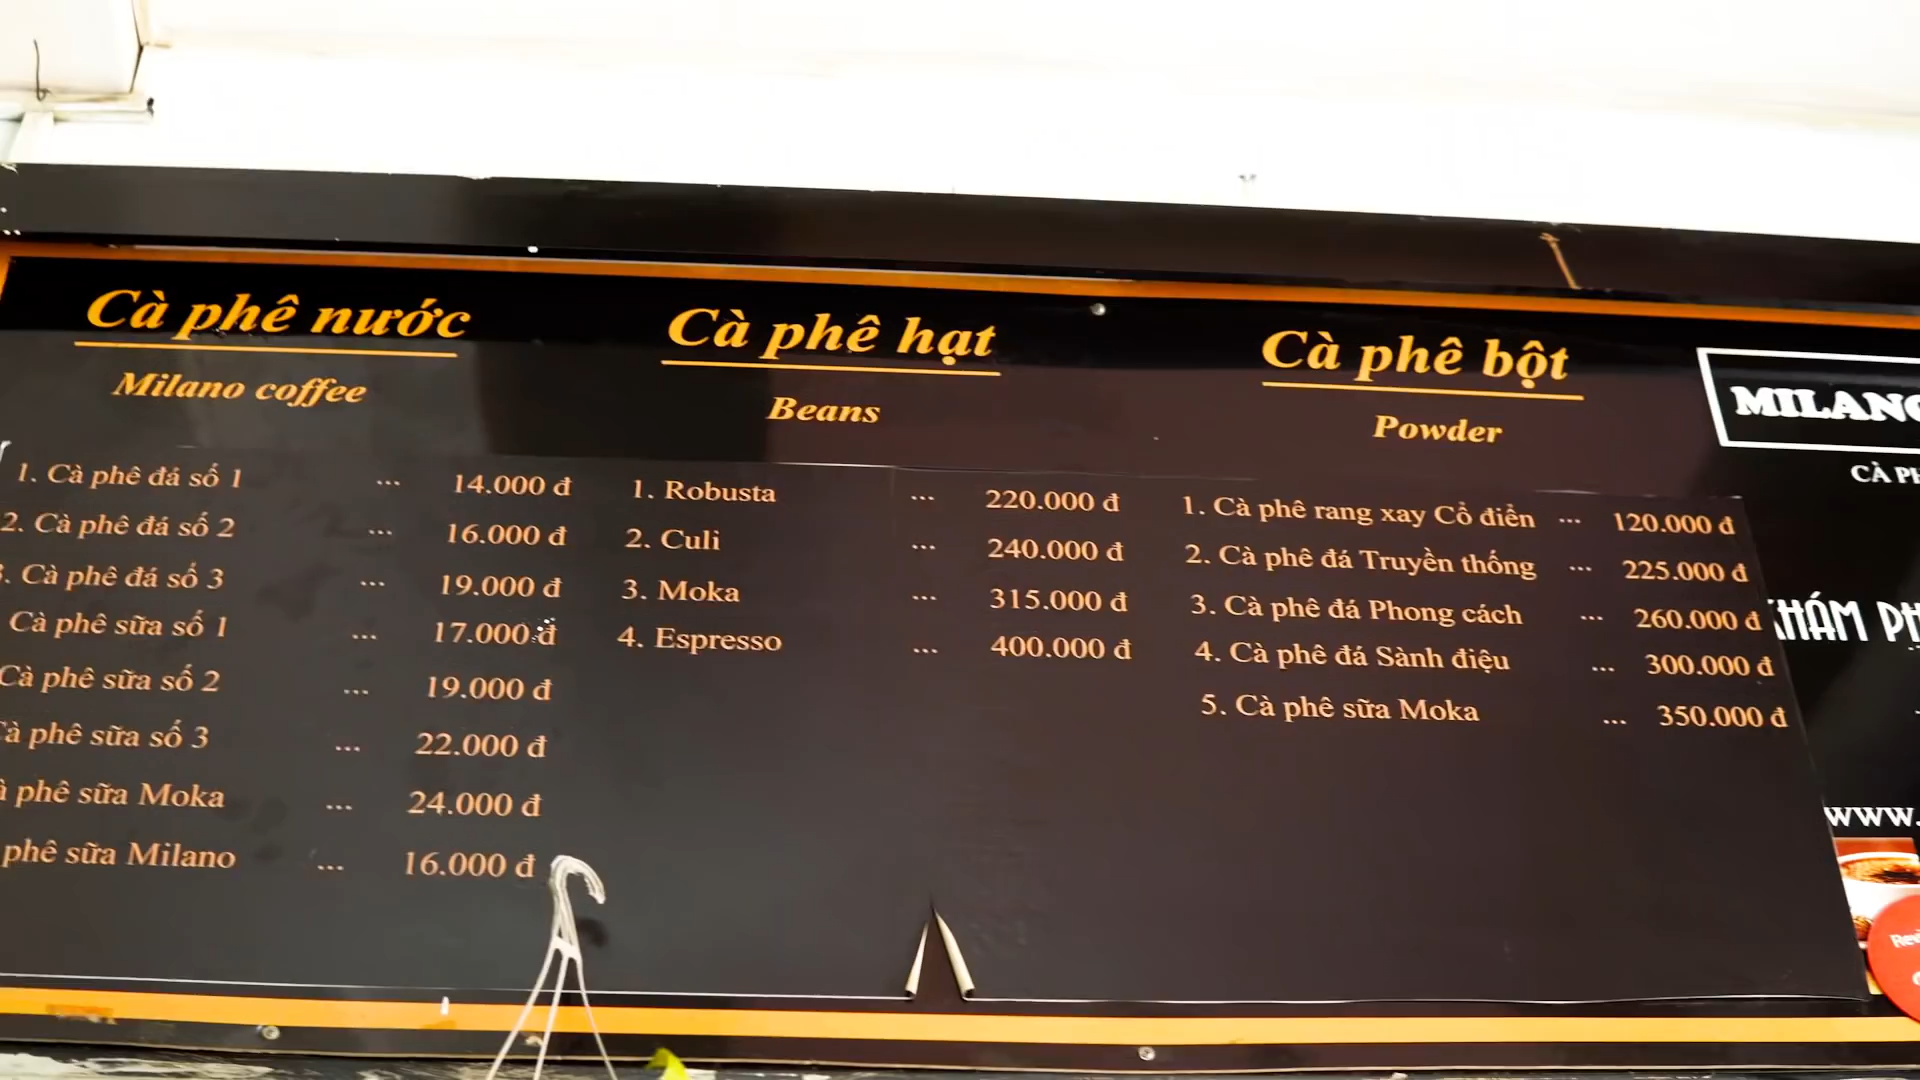 Cà phê nước
Milano coffee
1. Cà phê đá số 1 ... 14.000 đ
2. Cà phê đá số 2 ... 16.000 đ
3. Cà phê đá số 3 ... 19.000 đ
Cà phê sữa số 1 ... 17.000 đ
Cà phê sữa số 2 ... 19.000 đ
Cà phê sữa số 3 ... 22.000 đ
à phê sữa Moka ... 24.000 đ
phê sữa Milano ... 16.000 đ
Cà phê hạt
Beans
1. Robusta ... 220.000 đ
2. Culi ... 240.000 đ
3. Moka ... 315.000 đ
4. Espresso ... 400.000 đ
Cà phê bột
Powder
1. Cà phê rang xay Cổ điển ... 120.000 đ
2. Cà phê đá Truyền thống ... 225.000 đ
3. Cà phê đá Phong cách ... 260.000 đ
4. Cà phê đá Sành điệu ... 300.000 đ
5. Cà phê sữa Moka ... 350.000 đ
MILANO
CÀ PH
KHÁM PH
www.